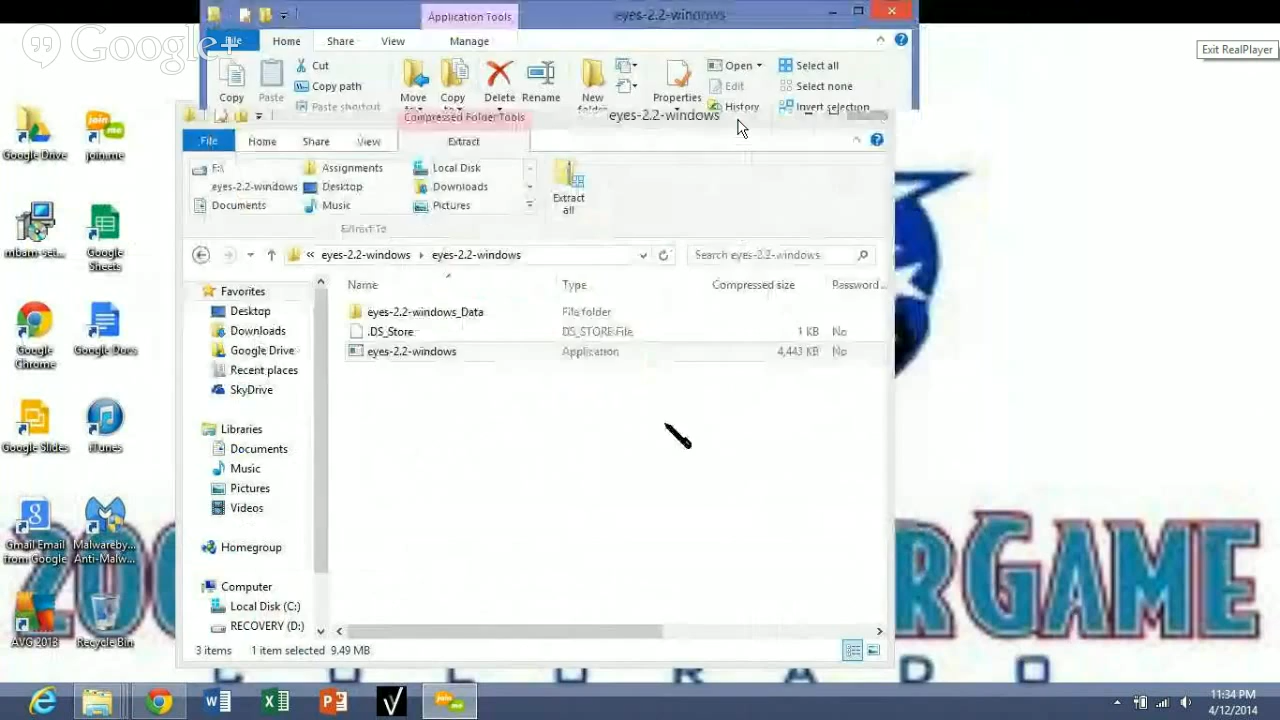 Google+
Application Tools
eyes-2.2-windows
Exit RealPlayer
File
Home
Share
View
Manage
Cut
Copy path
Paste shortcut
Copy
Paste
Move
Copy
Delete
Rename
New
folder
Properties
Open
Edit
History
Select all
Select none
Invert selection
Compressed Folder Tools
eyes-2.2-windows
File
Home
Share
View
Extract
F:\
eyes-2.2-windows
Documents
Assignments
Desktop
Music
Local Disk
Downloads
Pictures
Extract
all
Extract To
« eyes-2.2-windows ▸ eyes-2.2-windows
Search eyes-2.2-windows
Name
Type
Compressed size
Password ...
eyes-2.2-windows_Data
File folder
.DS_Store
DS_STORE File
1 KB
No
eyes-2.2-windows
Application
4,443 KB
No
Favorites
Desktop
Downloads
Google Drive
Recent places
SkyDrive
Libraries
Documents
Music
Pictures
Videos
Homegroup
Computer
Local Disk (C:)
RECOVERY (D:)
3 items
1 item selected 9.49 MB
Google Drive
join.me
mbam-set...
Google
Sheets
Google
Chrome
Google Docs
Google Slides
iTunes
Gmail Email
from Google
Malwareby...
Anti-Malw...
AVG 2013
Recycle Bin
GAME
11:34 PM
4/12/2014